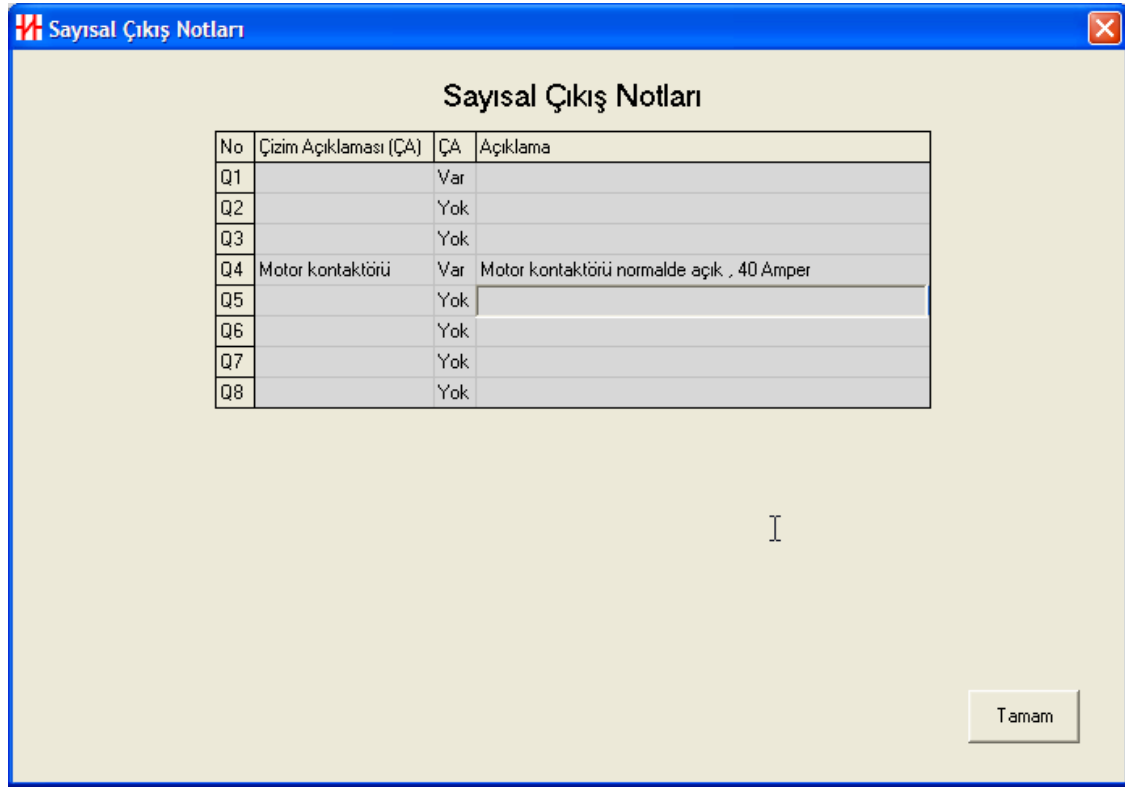 Sayısal Çıkış Notları
Sayısal Çıkış Notları
No Çizim Açıklaması (ÇA) ÇA Açıklama
Q1 Var
Q2 Yok
Q3 Yok
Q4 Motor kontaktörü Var Motor kontaktörü normalde açık , 40 Amper
Q5 Yok
Q6 Yok
Q7 Yok
Q8 Yok
Tamam